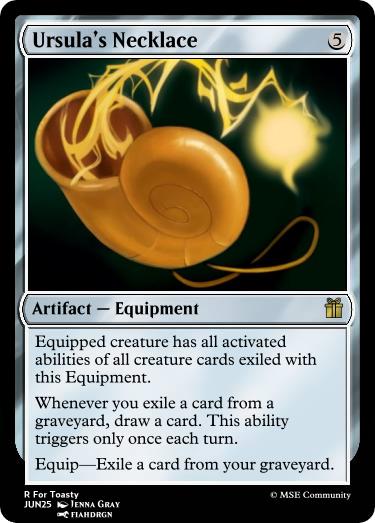 Ursula's Necklace 5
Artifact — Equipment
Equipped creature has all activated
abilities of all creature cards exiled with
this Equipment.
Whenever you exile a card from a
graveyard, draw a card. This ability
triggers only once each turn.
Equip—Exile a card from your graveyard.
R For Toasty
JUN25 Jenna Gray © MSE Community
FIAHDRGN